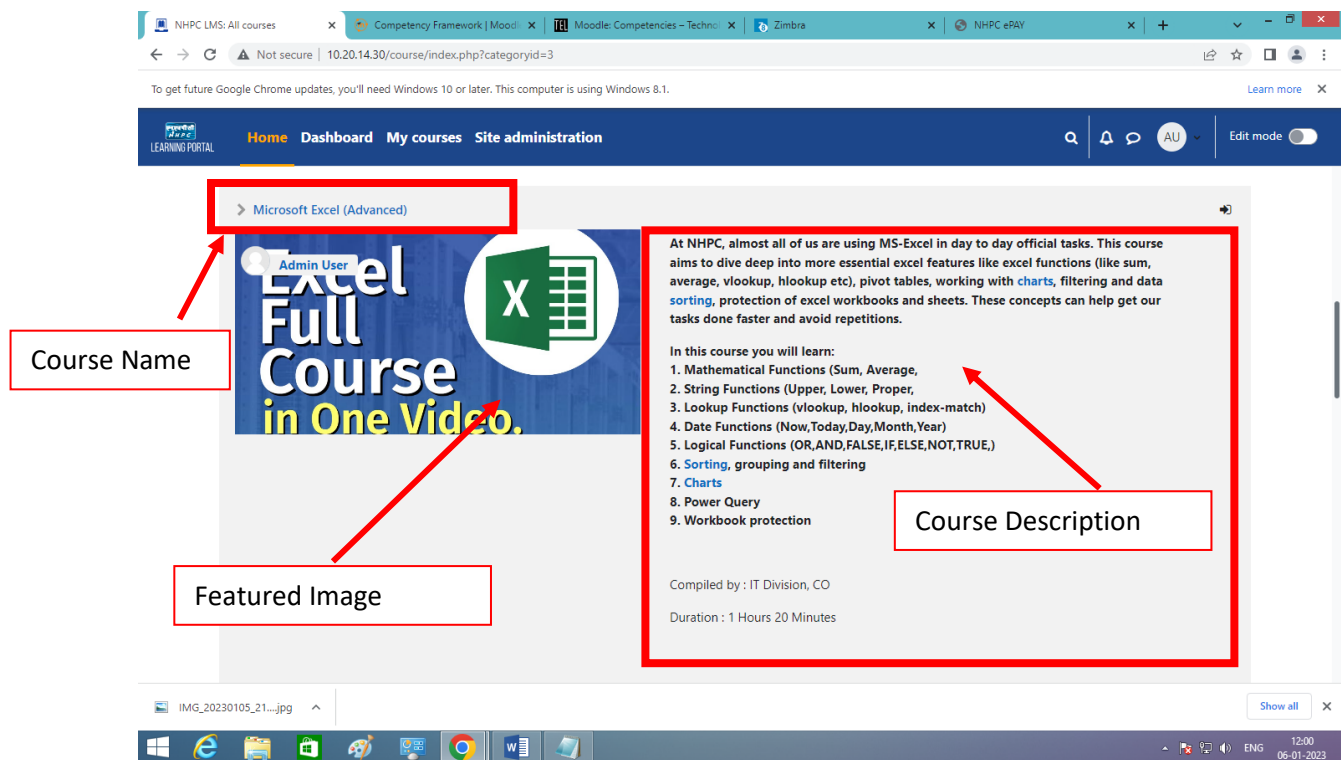 NHPC LMS: All courses
Competency Framework | Moodl
TEL
Moodle: Competencies – Technol
Zimbra
NHPC ePAY
Not secure | 10.20.14.30/course/index.php?categoryid=3
To get future Google Chrome updates, you'll need Windows 10 or later. This computer is using Windows 8.1.
Learn more
NHPC
LEARNING PORTAL
Home
Dashboard
My courses
Site administration
AU
Edit mode
Microsoft Excel (Advanced)
Admin User
Excel
Full
Course
in One Video.
X
At NHPC, almost all of us are using MS-Excel in day to day official tasks. This course
aims to dive deep into more essential excel features like excel functions (like sum,
average, vlookup, hlookup etc), pivot tables, working with charts, filtering and data
sorting, protection of excel workbooks and sheets. These concepts can help get our
tasks done faster and avoid repetitions.
In this course you will learn:
1. Mathematical Functions (Sum, Average,
2. String Functions (Upper, Lower, Proper,
3. Lookup Functions (vlookup, hlookup, index-match)
4. Date Functions (Now,Today,Day,Month,Year)
5. Logical Functions (OR,AND,FALSE,IF,ELSE,NOT,TRUE,)
6. Sorting, grouping and filtering
7. Charts
8. Power Query
9. Workbook protection
Compiled by : IT Division, CO
Duration : 1 Hours 20 Minutes
Course Name
Course Description
Featured Image
IMG_20230105_21....jpg
Show all
ENG
12:00
06-01-2023